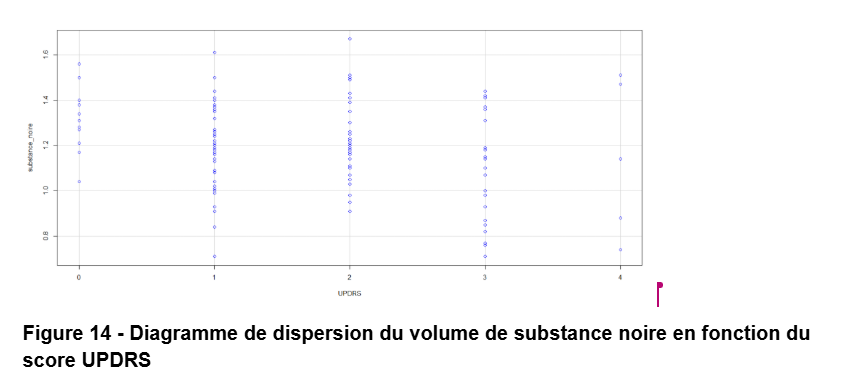 1.6
1.4
1.2
1.0
0.8
substance_noire
0 1 2 3 4
UPDRS
Figure 14 - Diagramme de dispersion du volume de substance noire en fonction du
score UPDRS